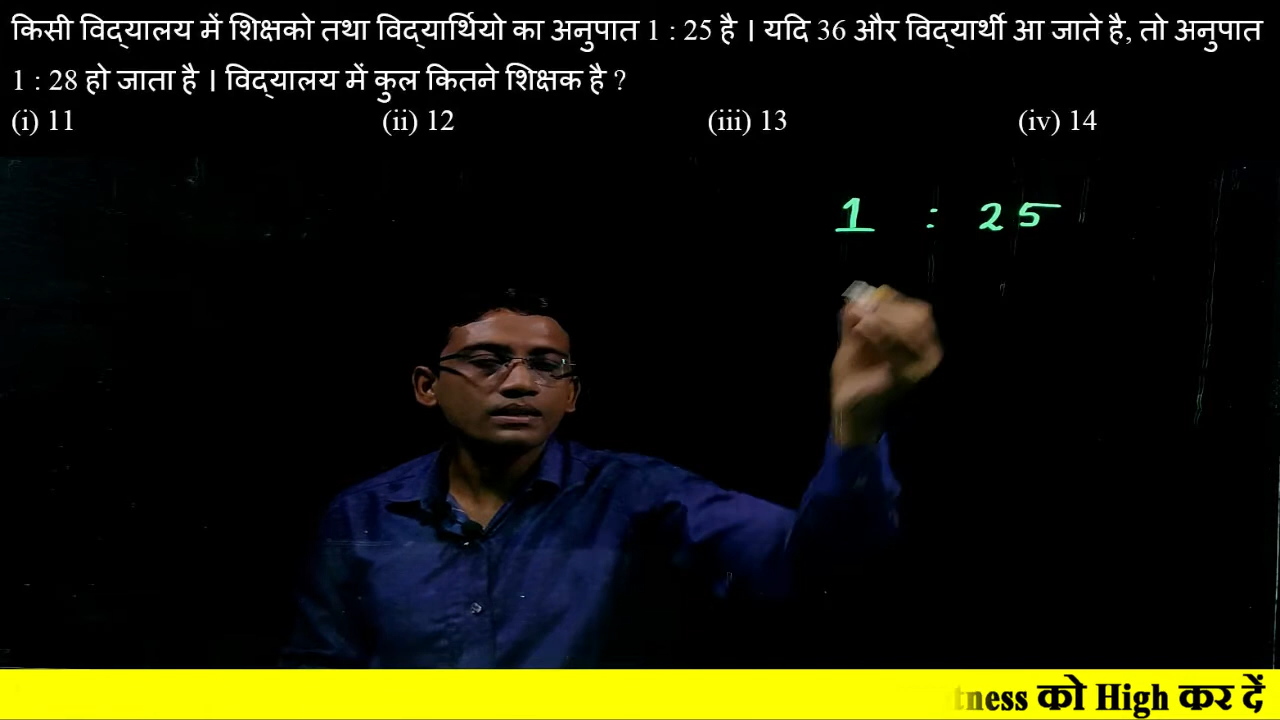 किसी विद्यालय में शिक्षको तथा विद्यार्थियो का अनुपात 1 : 25 है । यदि 36 और विद्यार्थी आ जाते है, तो अनुपात
1 : 28 हो जाता है । विद्यालय में कुल कितने शिक्षक है ?
(i) 11 (ii) 12 (iii) 13 (iv) 14
1 : 25
को High कर दें